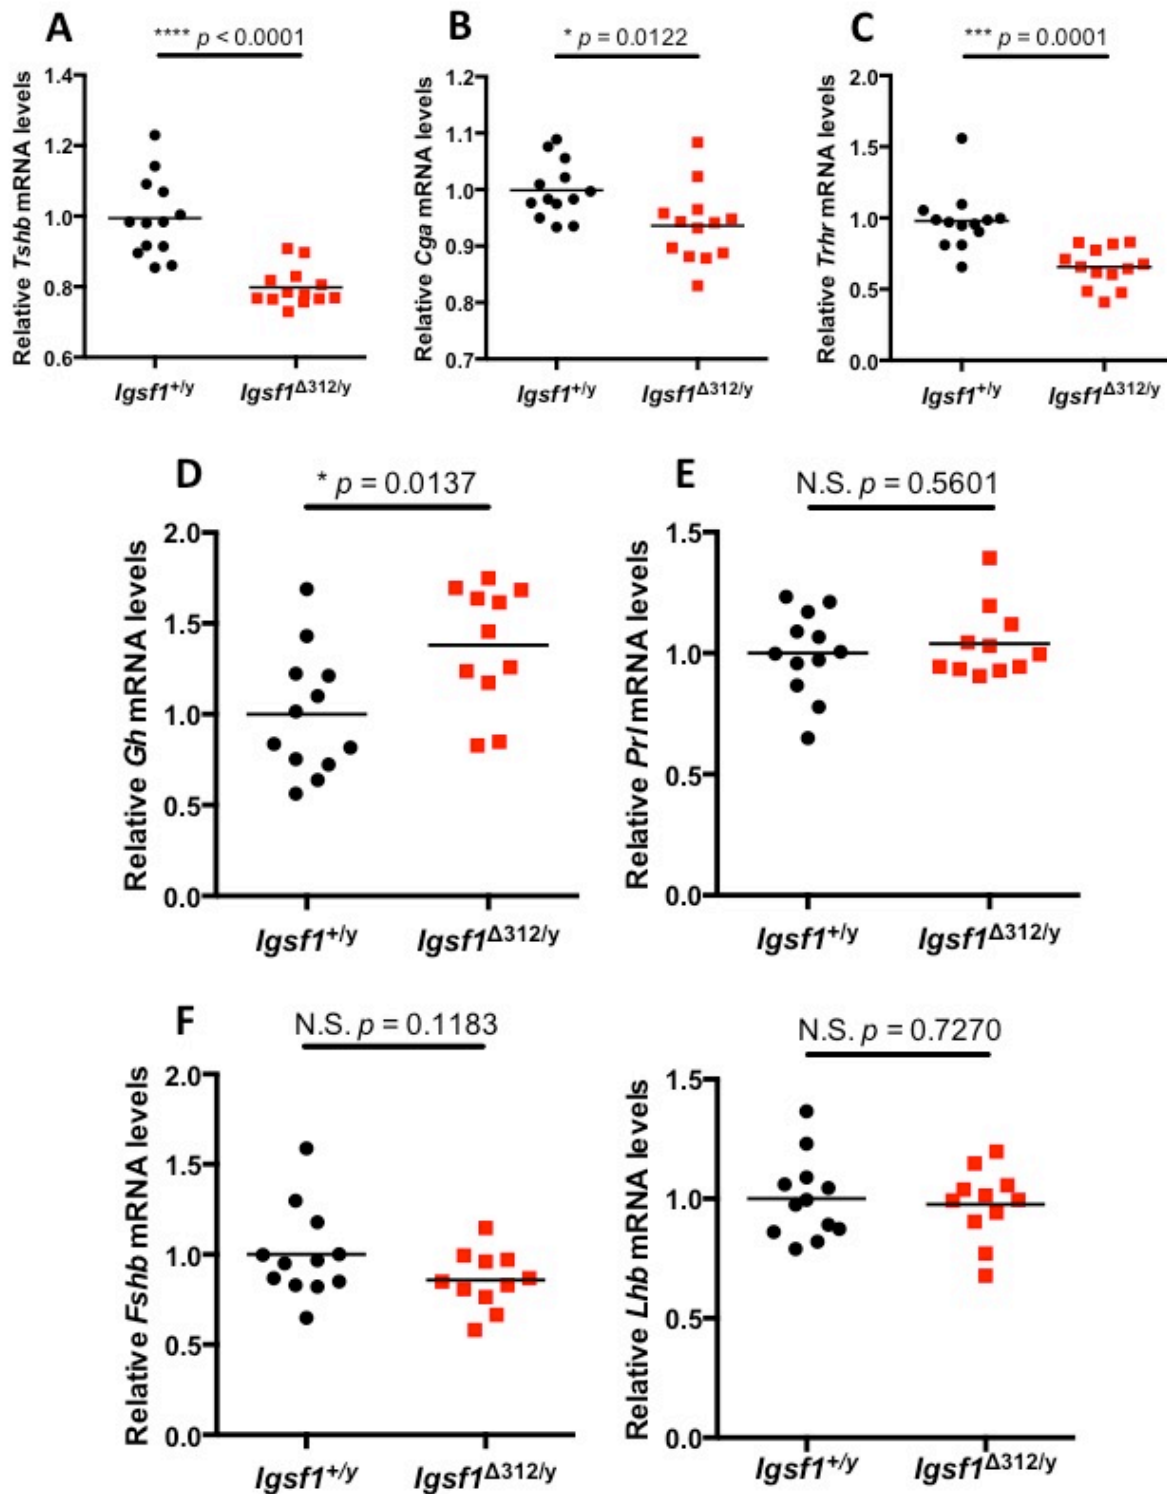 A
**** p < 0.0001
Relative Tshb mRNA levels
1.4
1.2
1.0
0.8
0.6
Igsf1+/y
Igsf1Δ312/y
B
* p = 0.0122
Relative Cga mRNA levels
1.2
1.1
1.0
0.9
0.8
0.7
Igsf1+/y
Igsf1Δ312/y
C
*** p = 0.0001
Relative Trhr mRNA levels
2.0
1.5
1.0
0.5
0.0
Igsf1+/y
Igsf1Δ312/y
D
* p = 0.0137
Relative Gh mRNA levels
2.0
1.5
1.0
0.5
0.0
Igsf1+/y
Igsf1Δ312/y
E
N.S. p = 0.5601
Relative Prl mRNA levels
1.5
1.0
0.5
0.0
Igsf1+/y
Igsf1Δ312/y
F
N.S. p = 0.1183
Relative Fshb mRNA levels
2.0
1.5
1.0
0.5
0.0
Igsf1+/y
Igsf1Δ312/y
N.S. p = 0.7270
Relative Lhb mRNA levels
1.5
1.0
0.5
0.0
Igsf1+/y
Igsf1Δ312/y